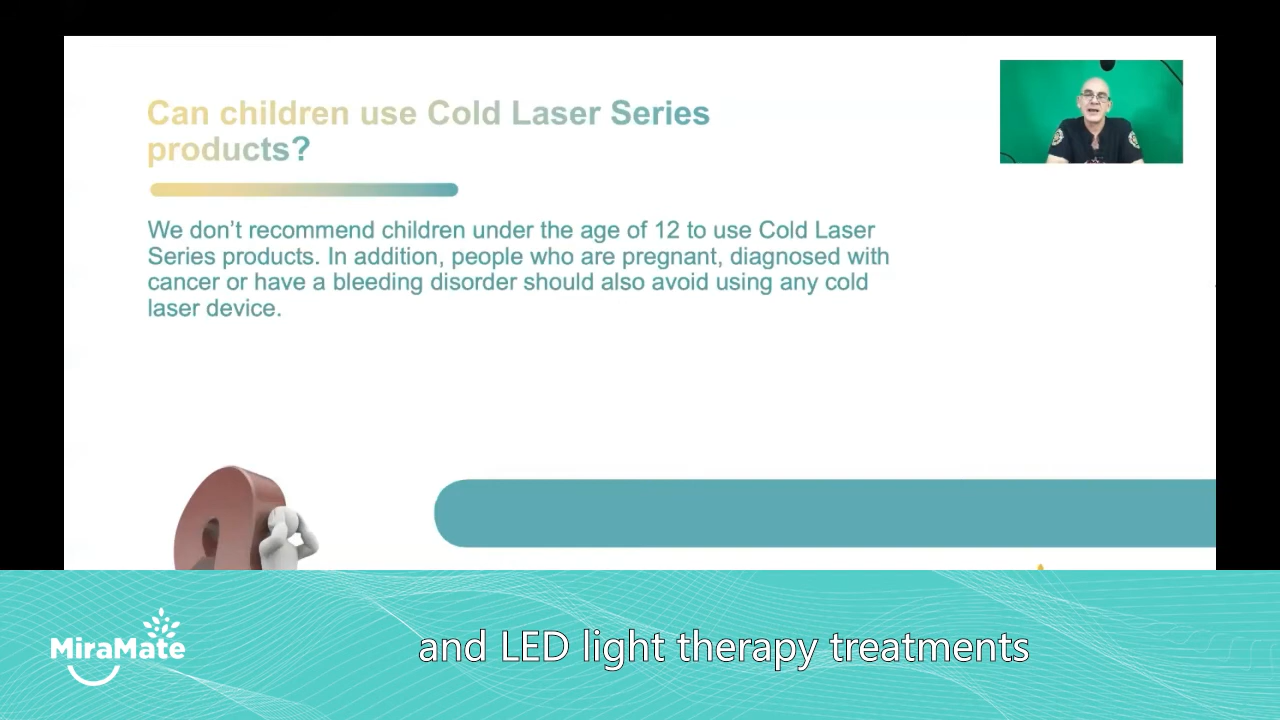 Can children use Cold Laser Series
products?
We don’t recommend children under the age of 12 to use Cold Laser
Series products. In addition, people who are pregnant, diagnosed with
cancer or have a bleeding disorder should also avoid using any cold
laser device.
MiraMate
and LED light therapy treatments